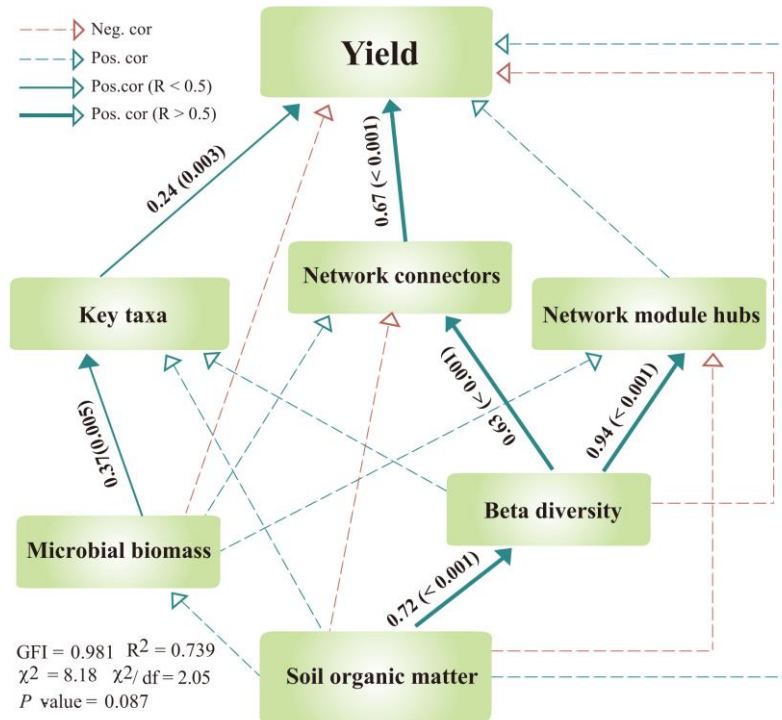 Neg. cor
Pos. cor
Pos.cor (R < 0.5)
Pos. cor (R > 0.5)
Yield
0.24 (0.003)
0.67 (< 0.001)
Key taxa
Network connectors
Network module hubs
0.37(0.005)
0.63 (< 0.001)
0.94 (< 0.001)
Microbial biomass
Beta diversity
0.72 (< 0.001)
Soil organic matter
GFI = 0.981 R2 = 0.739
χ2 = 8.18 χ2/ df = 2.05
P value = 0.087